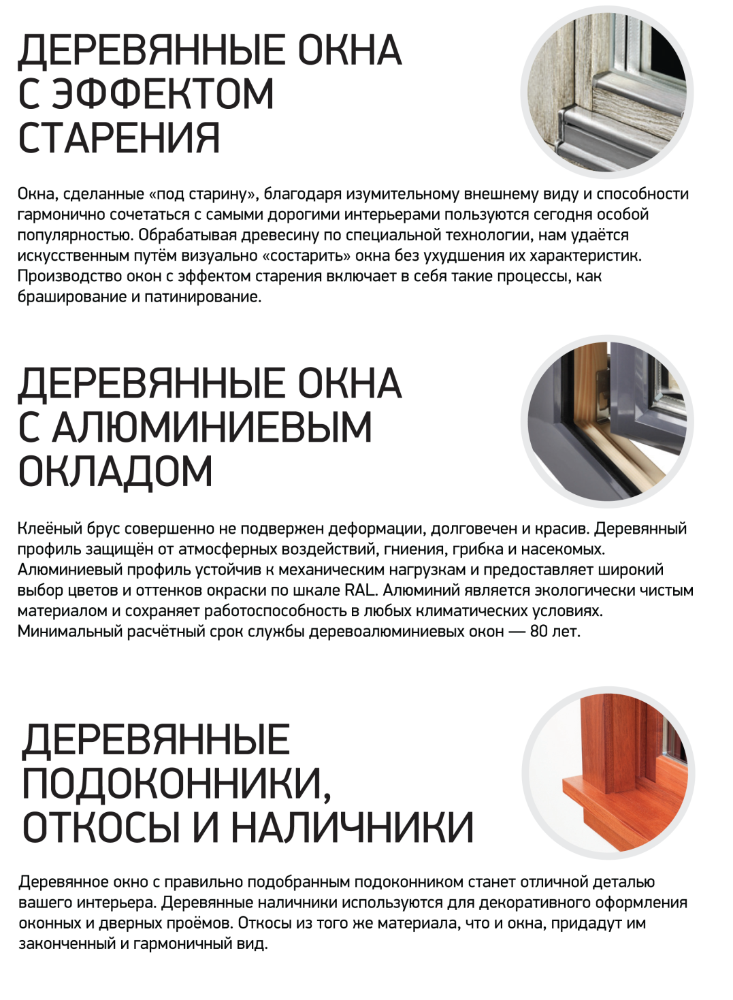 ДЕРЕВЯННЫЕ ОКНА
С ЭФФЕКТОМ
СТАРЕНИЯ
Окна, сделанные «под старину», благодаря изумительному внешнему виду и способности
гармонично сочетаться с самыми дорогими интерьерами пользуются сегодня особой
популярностью. Обрабатывая древесину по специальной технологии, нам удаётся
искусственным путём визуально «состарить» окна без ухудшения их характеристик.
Производство окон с эффектом старения включает в себя такие процессы, как
браширование и патинирование.
ДЕРЕВЯННЫЕ ОКНА
С АЛЮМИНИЕВЫМ
ОКЛАДОМ
Клеёный брус совершенно не подвержен деформации, долговечен и красив. Деревянный
профиль защищён от атмосферных воздействий, гниения, грибка и насекомых.
Алюминиевый профиль устойчив к механическим нагрузкам и предоставляет широкий
выбор цветов и оттенков окраски по шкале RAL. Алюминий является экологически чистым
материалом и сохраняет работоспособность в любых климатических условиях.
Минимальный расчётный срок службы деревоалюминиевых окон — 80 лет.
ДЕРЕВЯННЫЕ
ПОДОКОННИКИ,
ОТКОСЫ И НАЛИЧНИКИ
Деревянное окно с правильно подобранным подоконником станет отличной деталью
вашего интерьера. Деревянные наличники используются для декоративного оформления
оконных и дверных проёмов. Откосы из того же материала, что и окна, придадут им
законченный и гармоничный вид.